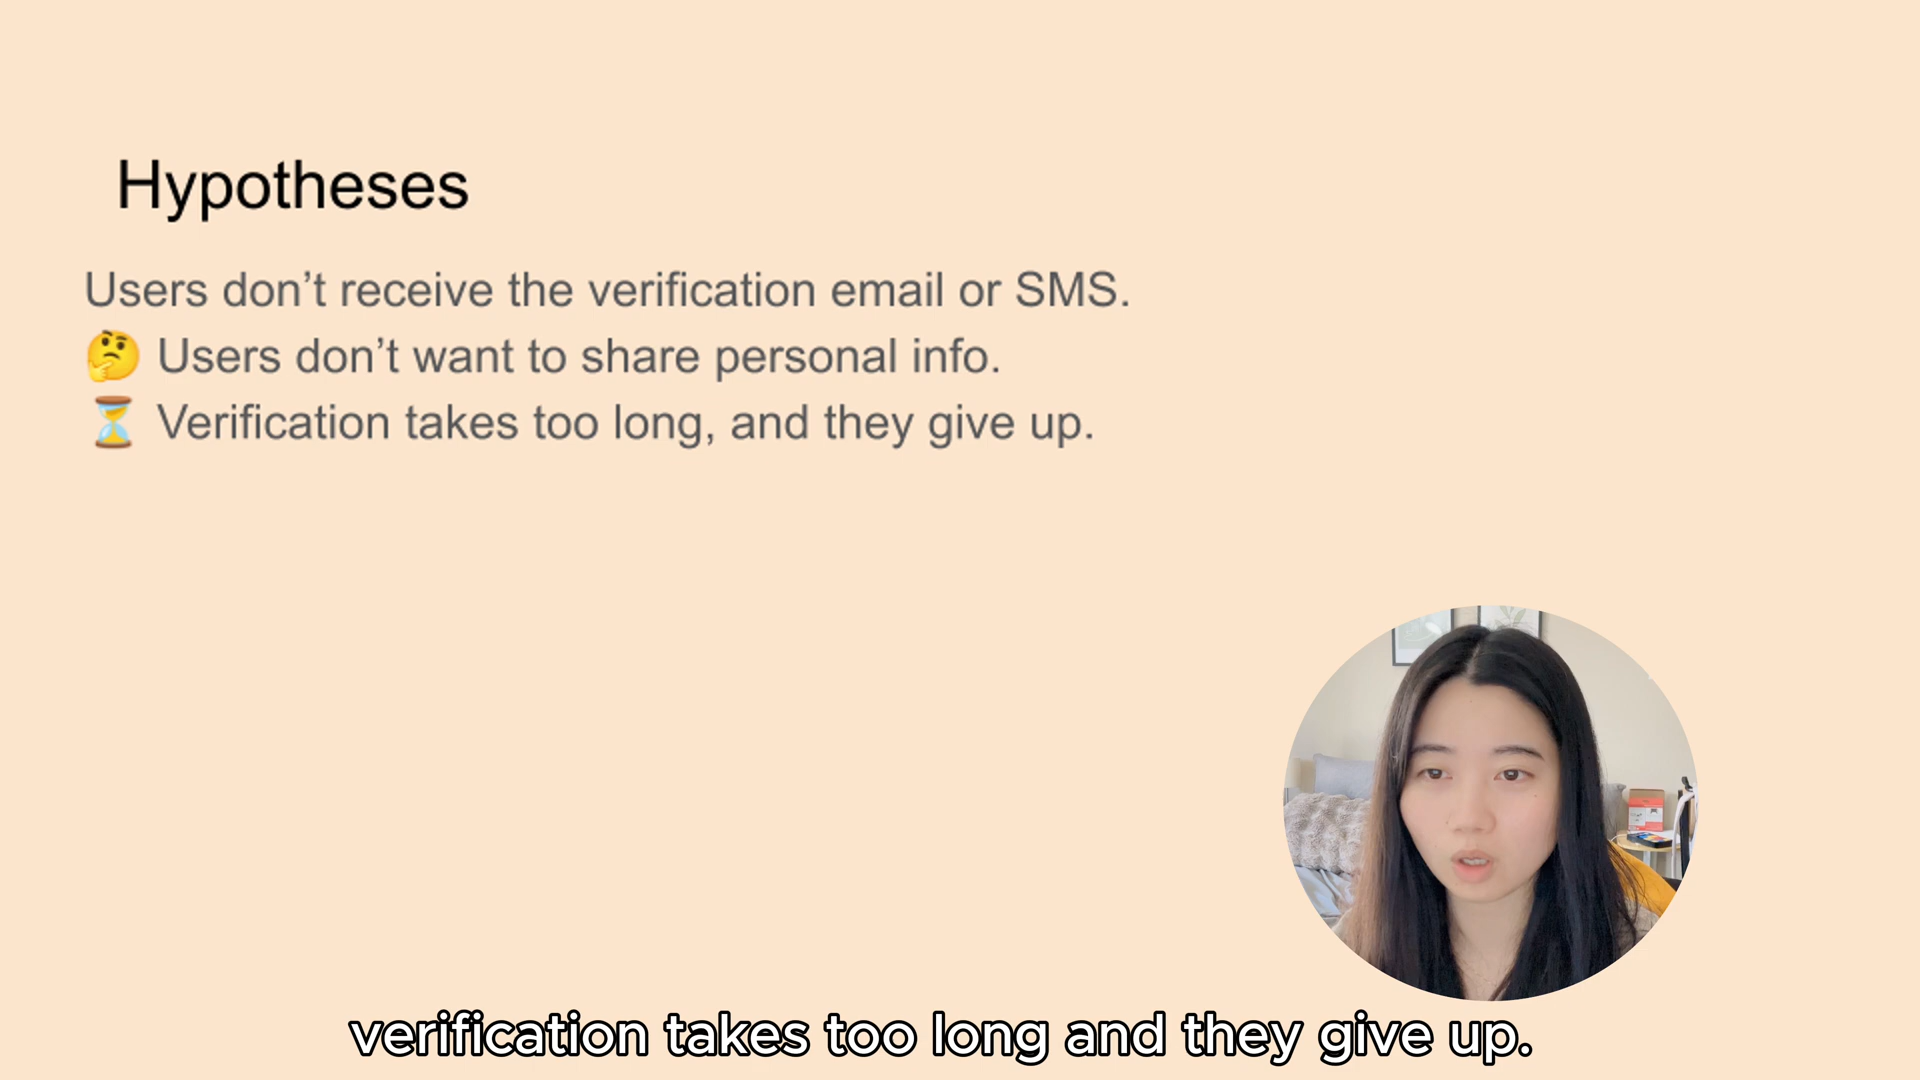 Hypotheses
Users don’t receive the verification email or SMS.
🤔 Users don’t want to share personal info.
⏳ Verification takes too long, and they give up.
verification takes too long and they give up.